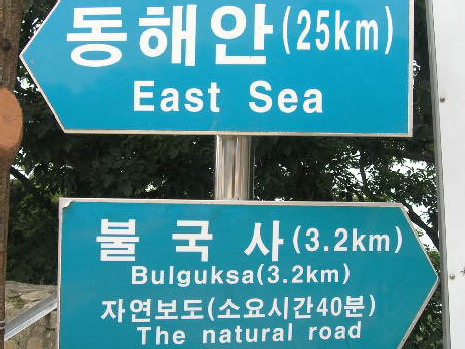 동해안(25km)
East Sea
불국사(3.2km)
Bulguksa(3.2km)
자연보도(소요시간40분)
The natural road